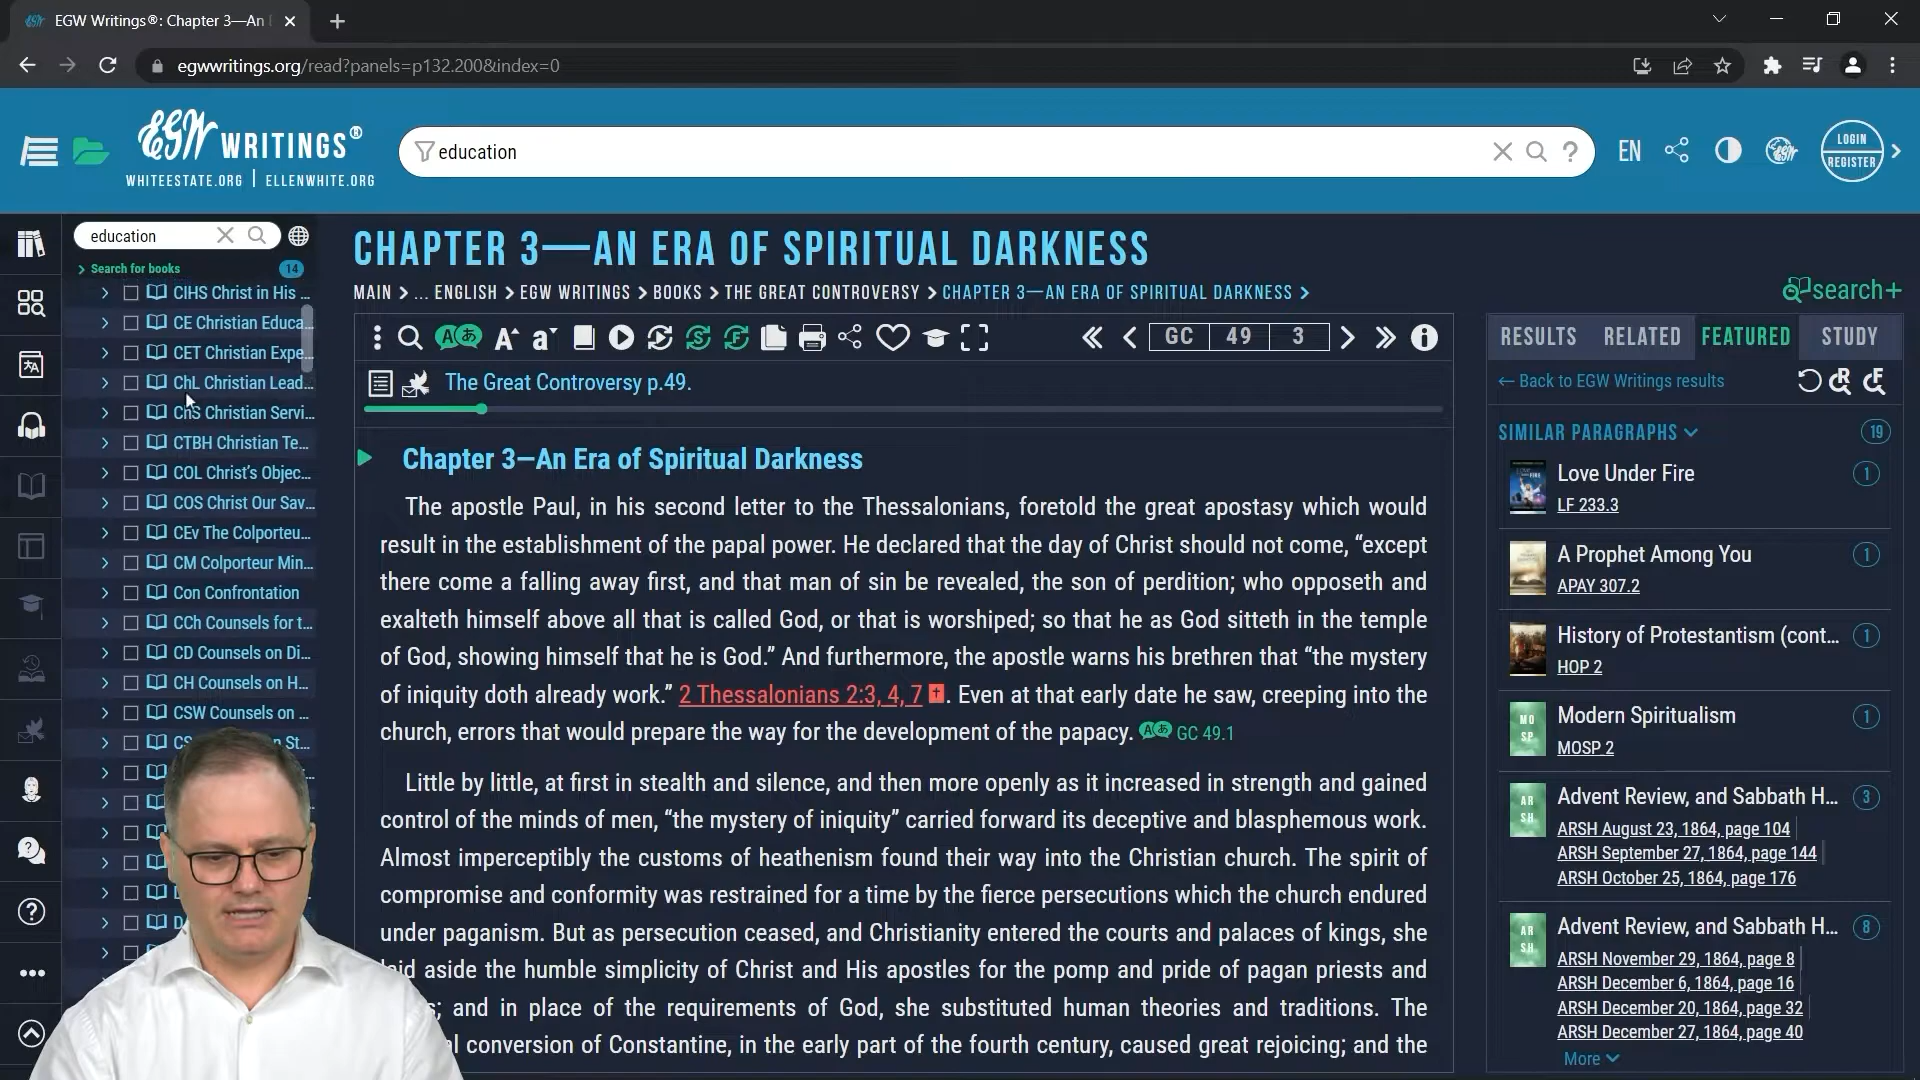 EGW Writings®: Chapter 3—An
egwwritings.org/read?panels=p132.200&index=0
EGW WRITINGS®
WHITEESTATE.ORG | ELLENWHITE.ORG
education
EN
LOGIN
REGISTER
education
Search for books
14
CIHS Christ in His ...
CE Christian Educa...
CET Christian Expe...
ChL Christian Lead...
ChS Christian Servi...
CTBH Christian Te...
COL Christ's Objec...
COS Christ Our Sav...
CEv The Colporteu...
CM Colporteur Min...
Con Confrontation
CCh Counsels for t...
CD Counsels on Di...
CH Counsels on H...
CSW Counsels on ...
CHAPTER 3—AN ERA OF SPIRITUAL DARKNESS
MAIN > ... ENGLISH > EGW WRITINGS > BOOKS > THE GREAT CONTROVERSY > CHAPTER 3—AN ERA OF SPIRITUAL DARKNESS >
search+
GC 49 3
The Great Controversy p.49.
Chapter 3—An Era of Spiritual Darkness
The apostle Paul, in his second letter to the Thessalonians, foretold the great apostasy which would
result in the establishment of the papal power. He declared that the day of Christ should not come, “except
there come a falling away first, and that man of sin be revealed, the son of perdition; who opposeth and
exalteth himself above all that is called God, or that is worshiped; so that he as God sitteth in the temple
of God, showing himself that he is God.” And furthermore, the apostle warns his brethren that “the mystery
of iniquity doth already work.” 2 Thessalonians 2:3, 4, 7. Even at that early date he saw, creeping into the
church, errors that would prepare the way for the development of the papacy. GC 49.1
Little by little, at first in stealth and silence, and then more openly as it increased in strength and gained
control of the minds of men, “the mystery of iniquity” carried forward its deceptive and blasphemous work.
Almost imperceptibly the customs of heathenism found their way into the Christian church. The spirit of
compromise and conformity was restrained for a time by the fierce persecutions which the church endured
under paganism. But as persecution ceased, and Christianity entered the courts and palaces of kings, she
aside the humble simplicity of Christ and His apostles for the pomp and pride of pagan priests and
; and in place of the requirements of God, she substituted human theories and traditions. The
conversion of Constantine, in the early part of the fourth century, caused great rejoicing; and the
RESULTS RELATED FEATURED STUDY
← Back to EGW Writings results
SIMILAR PARAGRAPHS 19
Love Under Fire 1
LF 233.3
A Prophet Among You 1
APAY 307.2
History of Protestantism (cont... 1
HOP 2
MO SP
Modern Spiritualism 1
MOSP 2
AR SH
Advent Review, and Sabbath H... 3
ARSH August 23, 1864, page 104
ARSH September 27, 1864, page 144
ARSH October 25, 1864, page 176
AR SH
Advent Review, and Sabbath H... 8
ARSH November 29, 1864, page 8
ARSH December 6, 1864, page 16
ARSH December 20, 1864, page 32
ARSH December 27, 1864, page 40
More